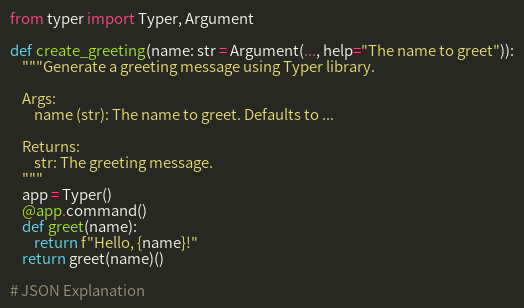 from typer import Typer, Argument
def create_greeting(name: str = Argument(..., help="The name to greet")):
"""Generate a greeting message using Typer library.
Args:
name (str): The name to greet. Defaults to ...
Returns:
str: The greeting message.
"""
app = Typer()
@app.command()
def greet(name):
return f"Hello, {name}!"
return greet(name)()
# JSON Explanation